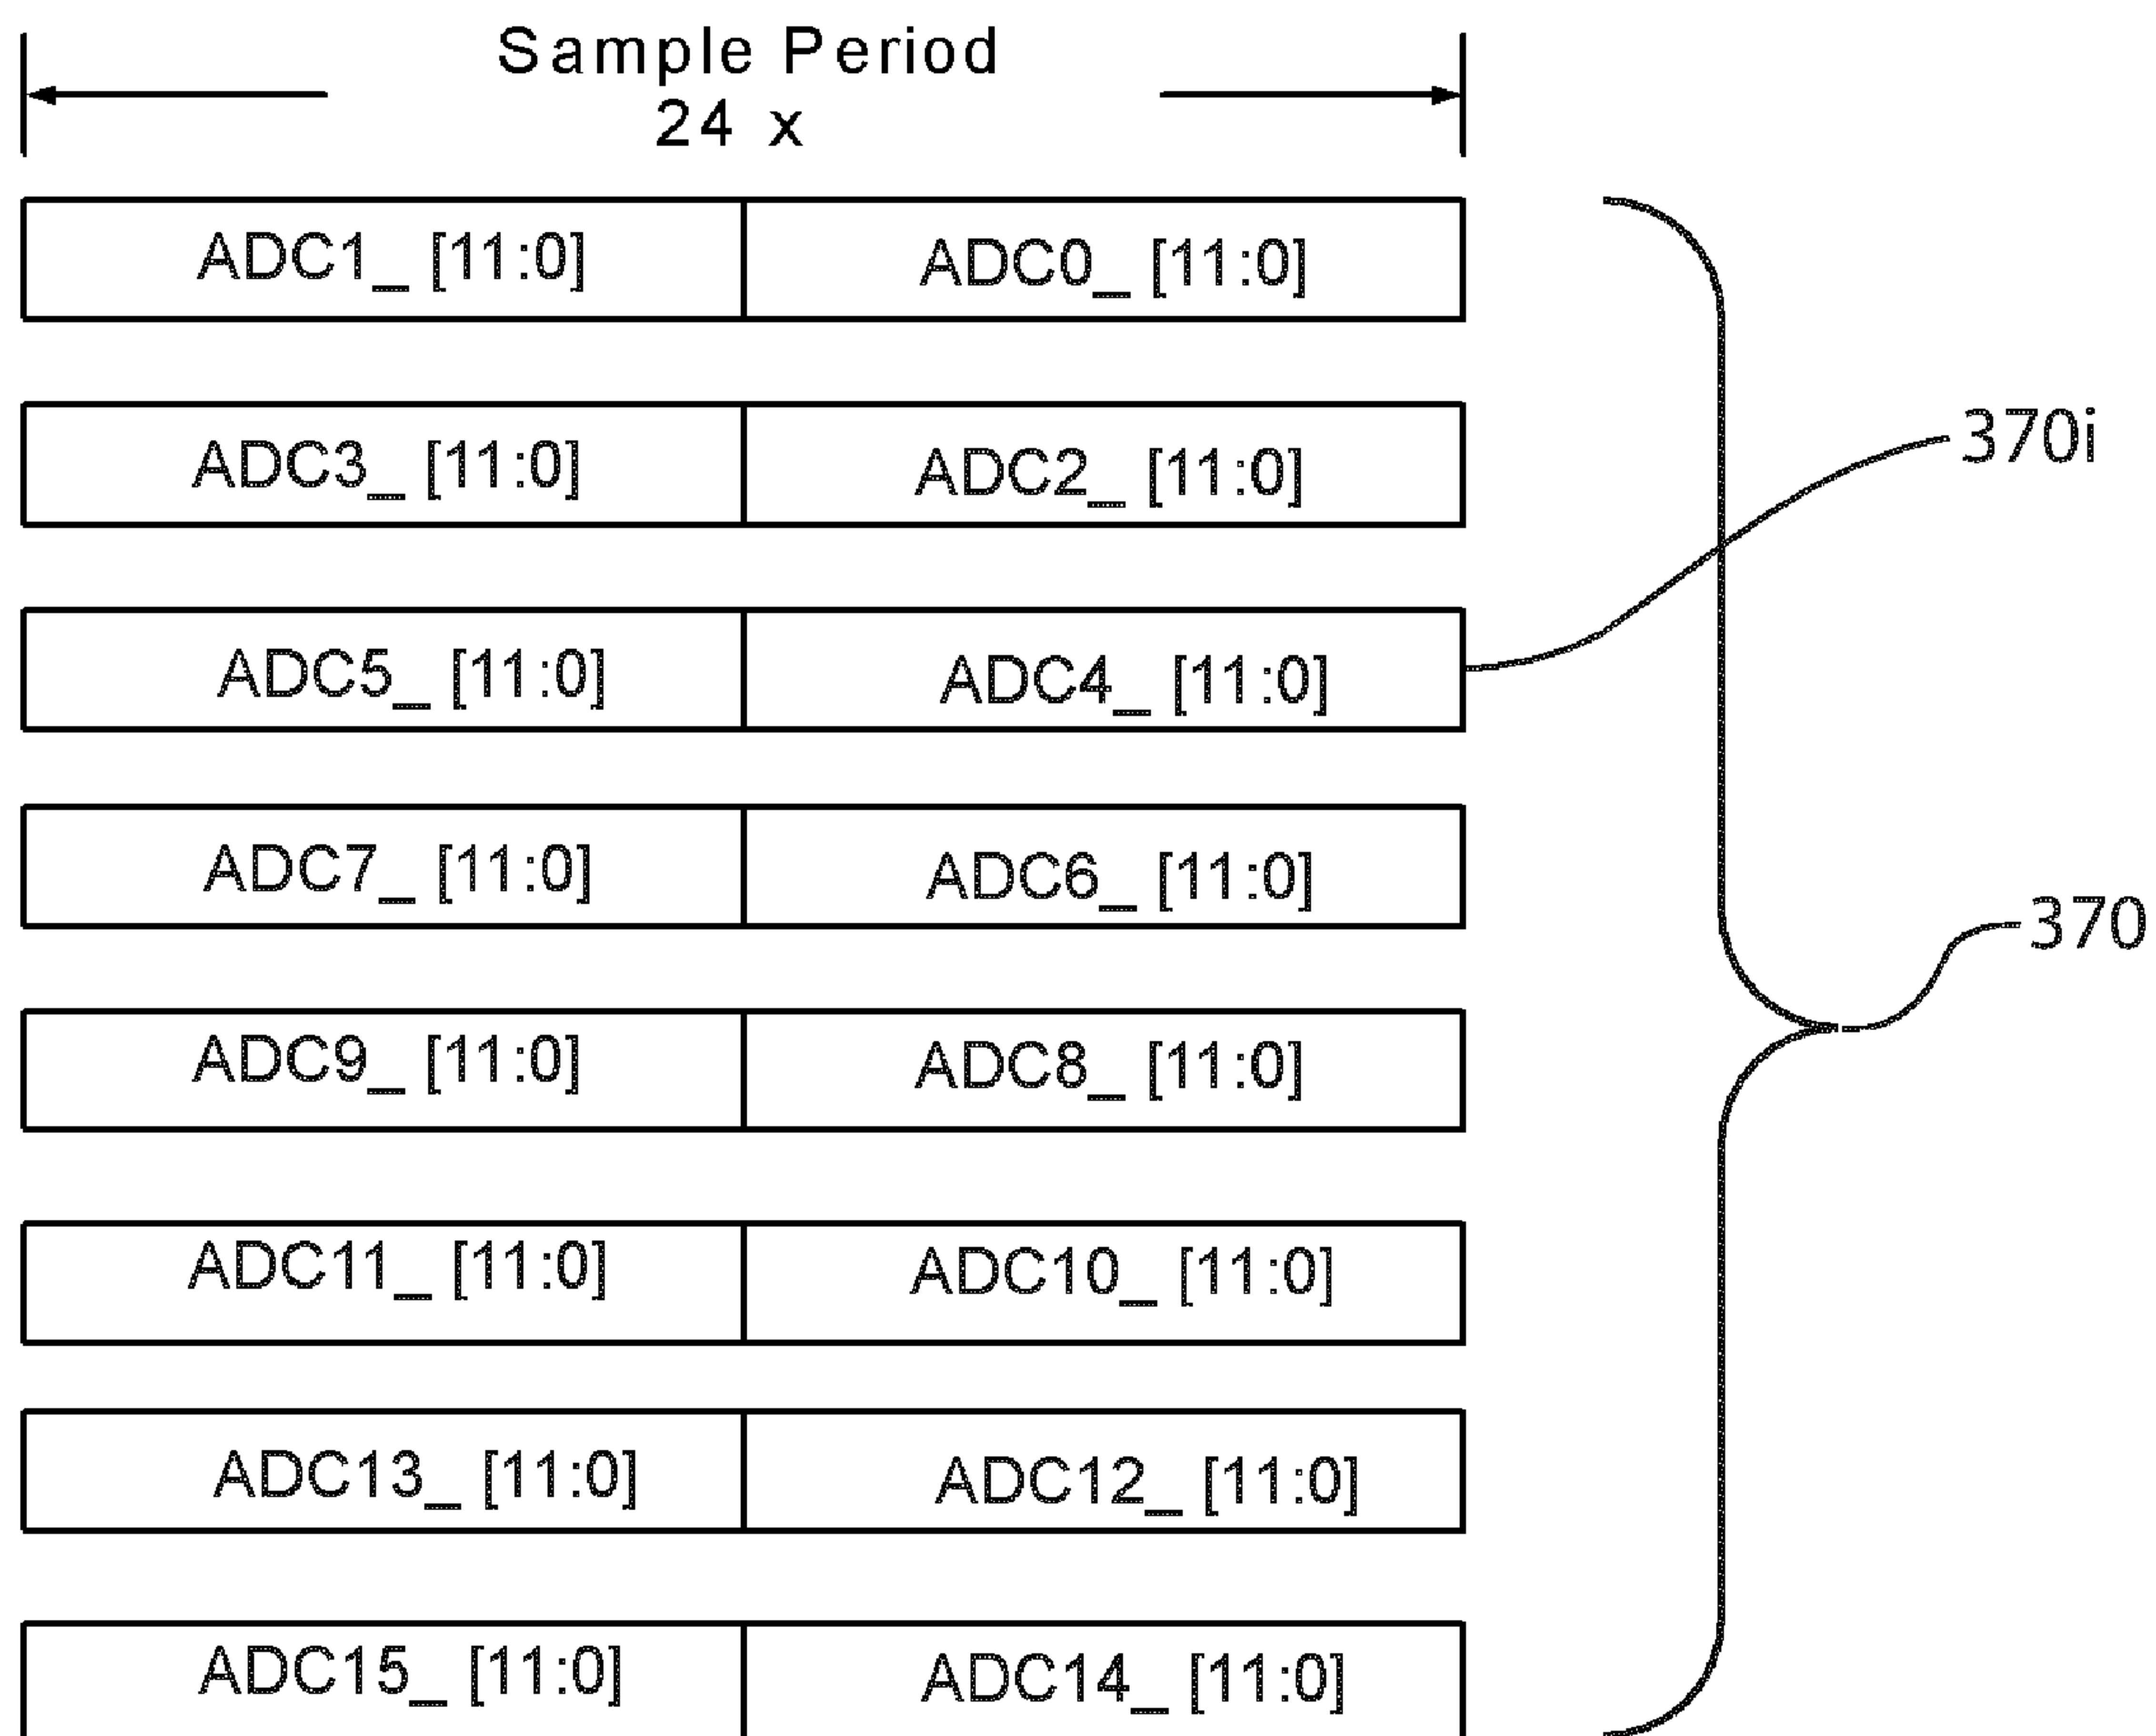 Sample Period
24 x
ADC1_ [11:0] ADC0_ [11:0]
ADC3_ [11:0] ADC2_ [11:0]
370i
ADC5_ [11:0] ADC4_ [11:0]
ADC7_ [11:0] ADC6_ [11:0]
370
ADC9_ [11:0] ADC8_ [11:0]
ADC11_ [11:0] ADC10_ [11:0]
ADC13_ [11:0] ADC12_ [11:0]
ADC15_ [11:0] ADC14_ [11:0]